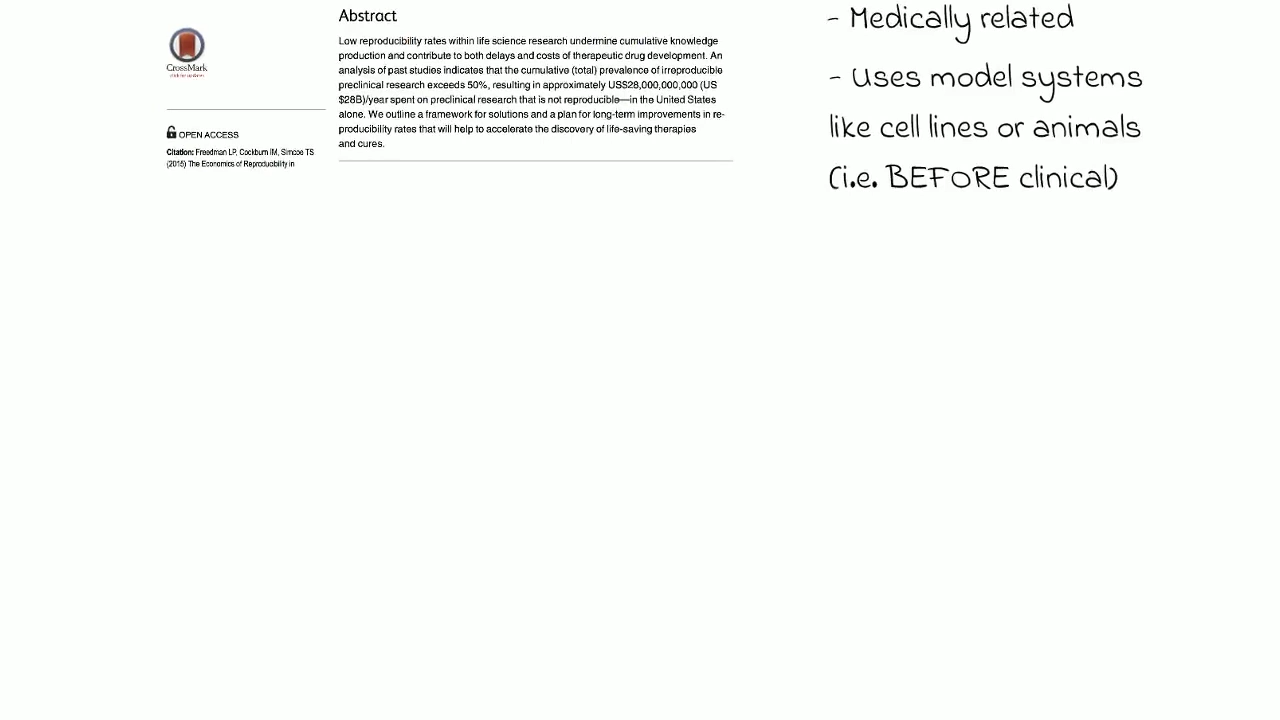 Abstract
Low reproducibility rates within life science research undermine cumulative knowledge
production and contribute to both delays and costs of therapeutic drug development. An
analysis of past studies indicates that the cumulative (total) prevalence of irreproducible
preclinical research exceeds 50%, resulting in approximately US$28,000,000,000 (US
$28B)/year spent on preclinical research that is not reproducible—in the United States
alone. We outline a framework for solutions and a plan for long-term improvements in re-
producibility rates that will help to accelerate the discovery of life-saving therapies
and cures.
CrossMark
click for updates
OPEN ACCESS
Citation: Freedman LP, Cockburn IM, Simcoe TS
(2015) The Economics of Reproducibility in
- Medically related
- Uses model systems
like cell lines or animals
(i.e. BEFORE clinical)